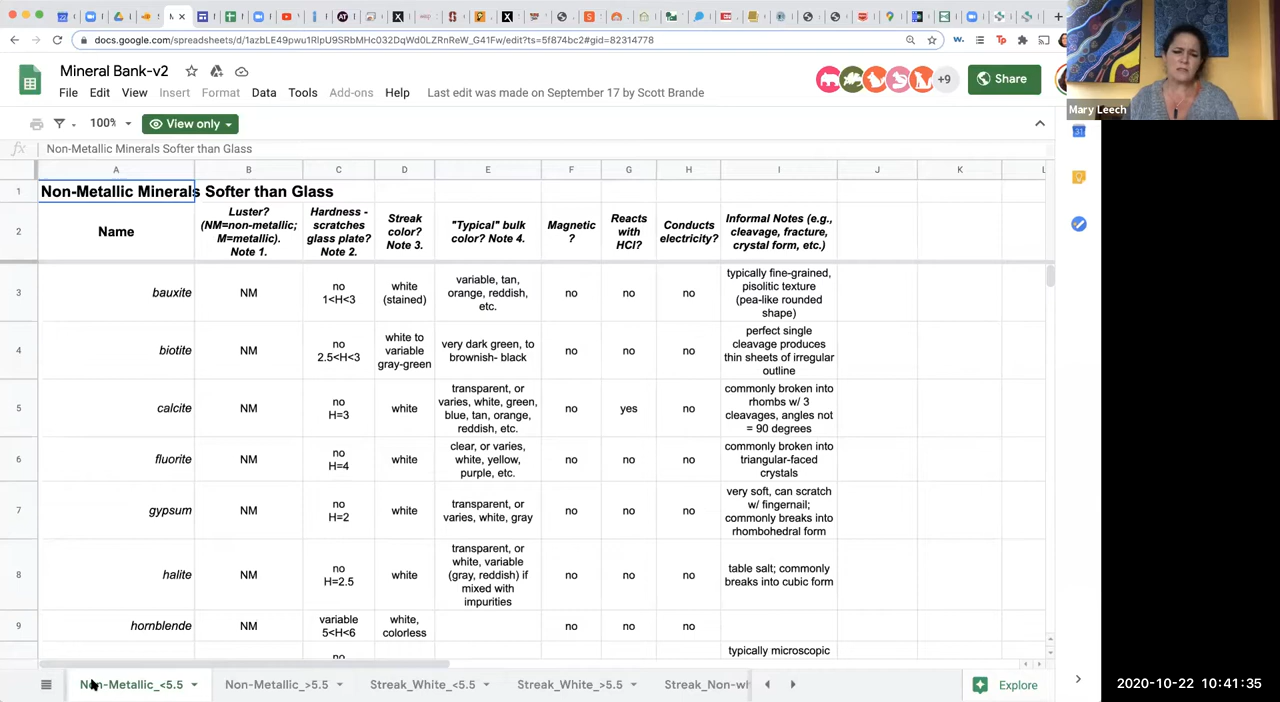 docs.google.com/spreadsheets/d/1azbLE49pwu1RlpU9SRbMHc032DqWd0LZRnReW_G41Fw/edit?ts=5f874bc2#gid=82314778
Mineral Bank-v2
File Edit View Insert Format Data Tools Add-ons Help Last edit was made on September 17 by Scott Brande
+9
Share
Mary Leech
100% View only
fx Non-Metallic Minerals Softer than Glass
A B C D E F G H I J K L
1 Non-Metallic Minerals Softer than Glass
2
Name
Luster?
(NM=non-metallic;
M=metallic).
Note 1.
Hardness -
scratches
glass plate?
Note 2.
Streak
color?
Note 3.
"Typical" bulk
color? Note 4.
Magnetic
?
Reacts
with
HCl?
Conducts
electricity?
Informal Notes (e.g.,
cleavage, fracture,
crystal form, etc.)
3
bauxite
NM
no
1<H<3
white
(stained)
variable, tan,
orange, reddish,
etc.
no
no
no
typically fine-grained,
pisolitic texture
(pea-like rounded
shape)
4
biotite
NM
no
2.5<H<3
white to
variable
gray-green
very dark green, to
brownish- black
no
no
no
perfect single
cleavage produces
thin sheets of irregular
outline
5
calcite
NM
no
H=3
white
transparent, or
varies, white, green,
blue, tan, orange,
reddish, etc.
no
yes
no
commonly broken into
rhombs w/ 3
cleavages, angles not
= 90 degrees
6
fluorite
NM
no
H=4
white
clear, or varies,
white, yellow,
purple, etc.
no
no
no
commonly broken into
triangular-faced
crystals
7
gypsum
NM
no
H=2
white
transparent, or
varies, white, gray
no
no
no
very soft, can scratch
w/ fingernail;
commonly breaks into
rhombohedral form
8
halite
NM
no
H=2.5
white
transparent, or
white, variable
(gray, reddish) if
mixed with
impurities
no
no
no
table salt; commonly
breaks into cubic form
9
hornblende
NM
variable
5<H<6
white,
colorless
no
no
no
no
typically microscopic
Non-Metallic_<5.5 Non-Metallic_>5.5 Streak_White_<5.5 Streak_White_>5.5 Streak_Non-wh
Explore
2020-10-22 10:41:35